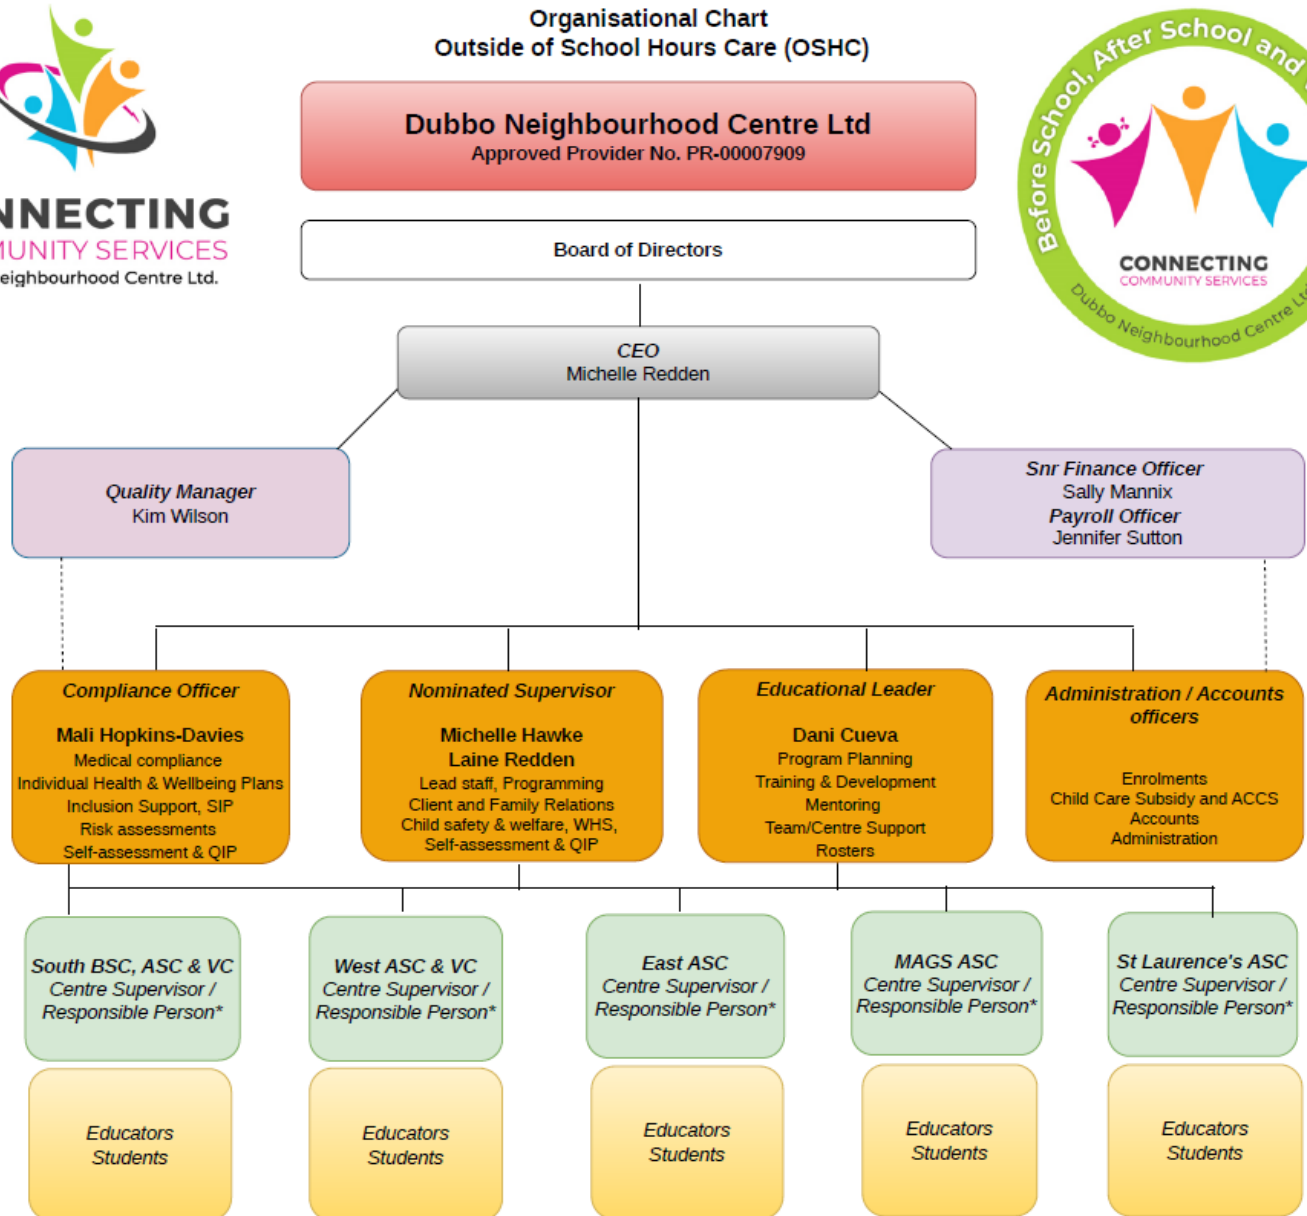 Organisational Chart
Outside of School Hours Care (OSHC)
Dubbo Neighbourhood Centre Ltd
Approved Provider No. PR-00007909
NNECTING
MUNITY SERVICES
eighbourhood Centre Ltd.
Before School, After School and
CONNECTING
COMMUNITY SERVICES
Dubbo Neighbourhood Centre Ltd
Board of Directors
CEO
Michelle Redden
Quality Manager
Kim Wilson
Snr Finance Officer
Sally Mannix
Payroll Officer
Jennifer Sutton
Compliance Officer
Mali Hopkins-Davies
Medical compliance
Individual Health & Wellbeing Plans
Inclusion Support, SIP
Risk assessments
Self-assessment & QIP
Nominated Supervisor
Michelle Hawke
Laine Redden
Lead staff, Programming
Client and Family Relations
Child safety & welfare, WHS,
Self-assessment & QIP
Educational Leader
Dani Cueva
Program Planning
Training & Development
Mentoring
Team/Centre Support
Rosters
Administration / Accounts
officers
Enrolments
Child Care Subsidy and ACCS
Accounts
Administration
South BSC, ASC & VC
Centre Supervisor /
Responsible Person*
West ASC & VC
Centre Supervisor /
Responsible Person*
East ASC
Centre Supervisor /
Responsible Person*
MAGS ASC
Centre Supervisor /
Responsible Person*
St Laurence's ASC
Centre Supervisor /
Responsible Person*
Educators
Students
Educators
Students
Educators
Students
Educators
Students
Educators
Students